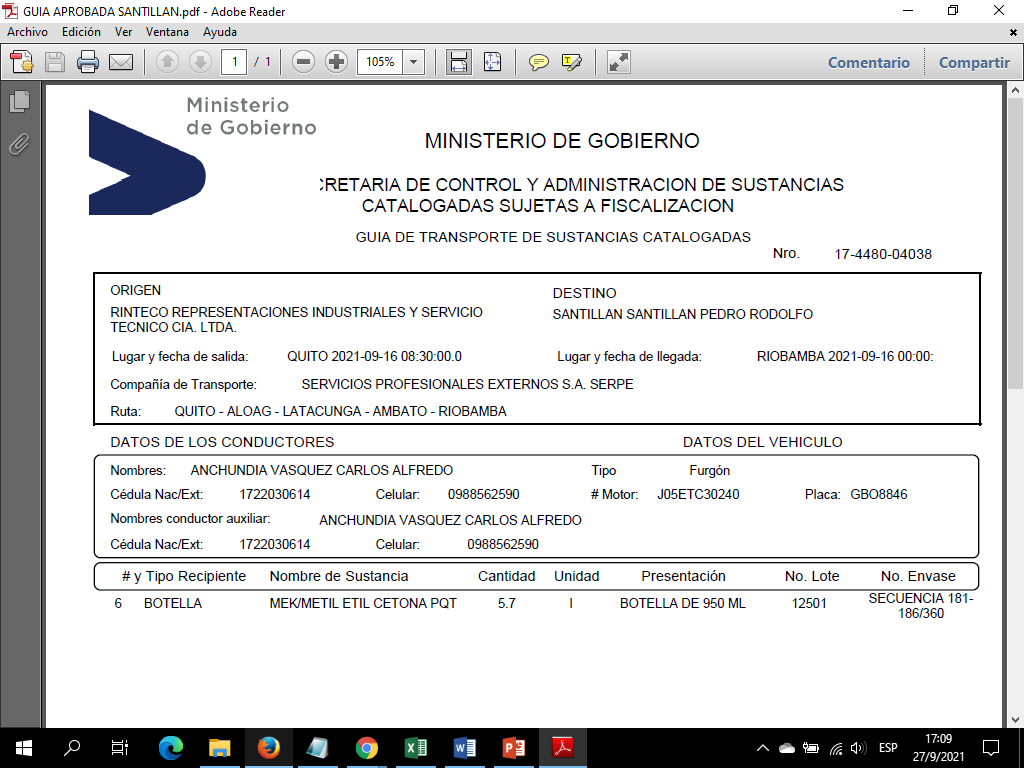 GUIA APROBADA SANTILLAN.pdf - Adobe Reader
Archivo Edición Ver Ventana Ayuda
1 / 1 105% Comentario Compartir
Ministerio
de Gobierno
MINISTERIO DE GOBIERNO
CRETARIA DE CONTROL Y ADMINISTRACION DE SUSTANCIAS
CATALOGADAS SUJETAS A FISCALIZACION
GUIA DE TRANSPORTE DE SUSTANCIAS CATALOGADAS
Nro. 17-4480-04038
ORIGEN DESTINO
RINTECO REPRESENTACIONES INDUSTRIALES Y SERVICIO SANTILLAN SANTILLAN PEDRO RODOLFO
TECNICO CIA. LTDA.
Lugar y fecha de salida: QUITO 2021-09-16 08:30:00.0 Lugar y fecha de llegada: RIOBAMBA 2021-09-16 00:00:
Compañía de Transporte: SERVICIOS PROFESIONALES EXTERNOS S.A. SERPE
Ruta: QUITO - ALOAG - LATACUNGA - AMBATO - RIOBAMBA
DATOS DE LOS CONDUCTORES DATOS DEL VEHICULO
Nombres: ANCHUNDIA VASQUEZ CARLOS ALFREDO Tipo Furgón
Cédula Nac/Ext: 1722030614 Celular: 0988562590 # Motor: J05ETC30240 Placa: GBO8846
Nombres conductor auxiliar: ANCHUNDIA VASQUEZ CARLOS ALFREDO
Cédula Nac/Ext: 1722030614 Celular: 0988562590
# y Tipo Recipiente Nombre de Sustancia Cantidad Unidad Presentación No. Lote No. Envase
6 BOTELLA MEK/METIL ETIL CETONA PQT 5.7 l BOTELLA DE 950 ML 12501 SECUENCIA 181-
186/360
ESP
17:09
27/9/2021